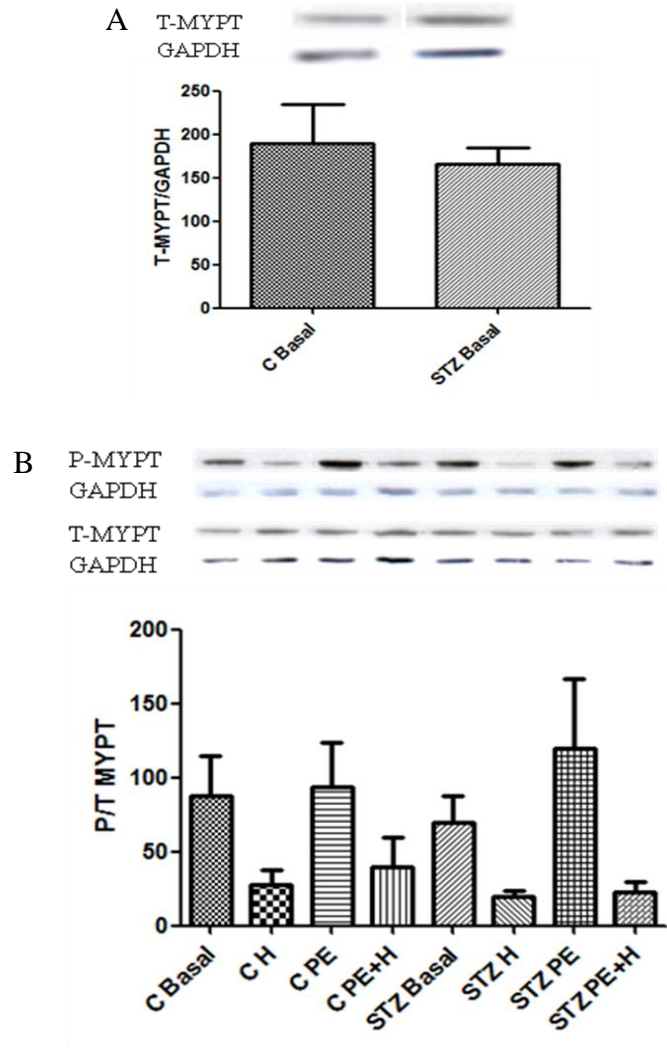 A
T-MYPT
GAPDH
T-MYPT/GAPDH
250
200
150
100
50
0
C Basal
STZ Basal
B
P-MYPT
GAPDH
T-MYPT
GAPDH
P/T MYPT
200
150
100
50
0
C Basal
C H
C PE
C PE+H
STZ Basal
STZ H
STZ PE
STZ PE+H